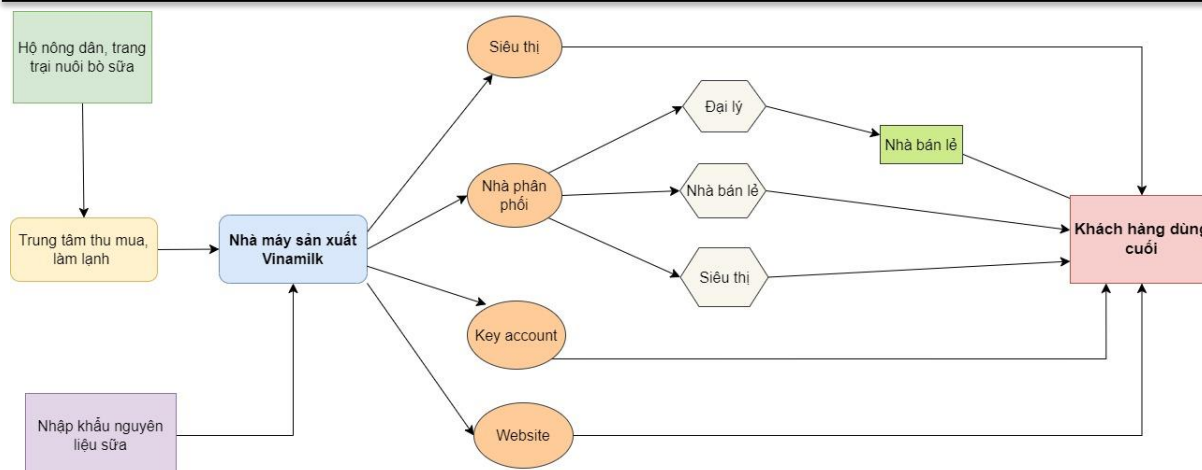 Hộ nông dân, trang
trại nuôi bò sữa
Trung tâm thu mua,
làm lạnh
Nhập khẩu nguyên
liệu sữa
Nhà máy sản xuất
Vinamilk
Siêu thị
Nhà phân
phối
Key account
Website
Đại lý
Nhà bán lẻ
Siêu thị
Nhà bán lẻ
Khách hàng dùng
cuối